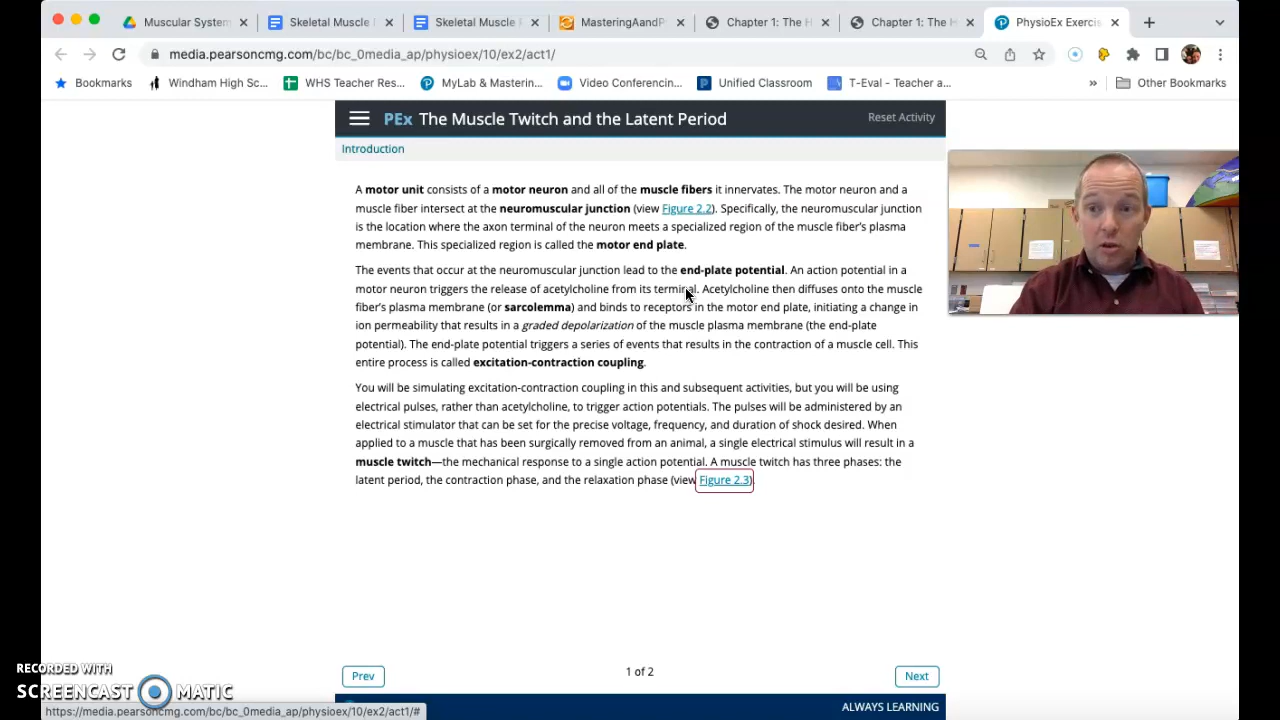 Muscular System
Skeletal Muscle
Skeletal Muscle
MasteringAandP
Chapter 1: The H
Chapter 1: The H
PhysioEx Exercis
media.pearsoncmg.com/bc/bc_0media_ap/physioex/10/ex2/act1/
Bookmarks
Windham High Sc...
WHS Teacher Res...
MyLab & Mastering...
Video Conferencin...
Unified Classroom
T-Eval - Teacher a...
»
Other Bookmarks
PEx The Muscle Twitch and the Latent Period
Reset Activity
Introduction
A motor unit consists of a motor neuron and all of the muscle fibers it innervates. The motor neuron and a
muscle fiber intersect at the neuromuscular junction (view Figure 2.2). Specifically, the neuromuscular junction
is the location where the axon terminal of the neuron meets a specialized region of the muscle fiber's plasma
membrane. This specialized region is called the motor end plate.
The events that occur at the neuromuscular junction lead to the end-plate potential. An action potential in a
motor neuron triggers the release of acetylcholine from its terminal. Acetylcholine then diffuses onto the muscle
fiber's plasma membrane (or sarcolemma) and binds to receptors in the motor end plate, initiating a change in
ion permeability that results in a graded depolarization of the muscle plasma membrane (the end-plate
potential). The end-plate potential triggers a series of events that results in the contraction of a muscle cell. This
entire process is called excitation-contraction coupling.
You will be simulating excitation-contraction coupling in this and subsequent activities, but you will be using
electrical pulses, rather than acetylcholine, to trigger action potentials. The pulses will be administered by an
electrical stimulator that can be set for the precise voltage, frequency, and duration of shock desired. When
applied to a muscle that has been surgically removed from an animal, a single electrical stimulus will result in a
muscle twitch—the mechanical response to a single action potential. A muscle twitch has three phases: the
latent period, the contraction phase, and the relaxation phase (view Figure 2.3).
Prev
1 of 2
Next
RECORDED WITH
SCREENCAST MATIC
https://media.pearsoncmg.com/bc/bc_0media_ap/physioex/10/ex2/act1/#
ALWAYS LEARNING